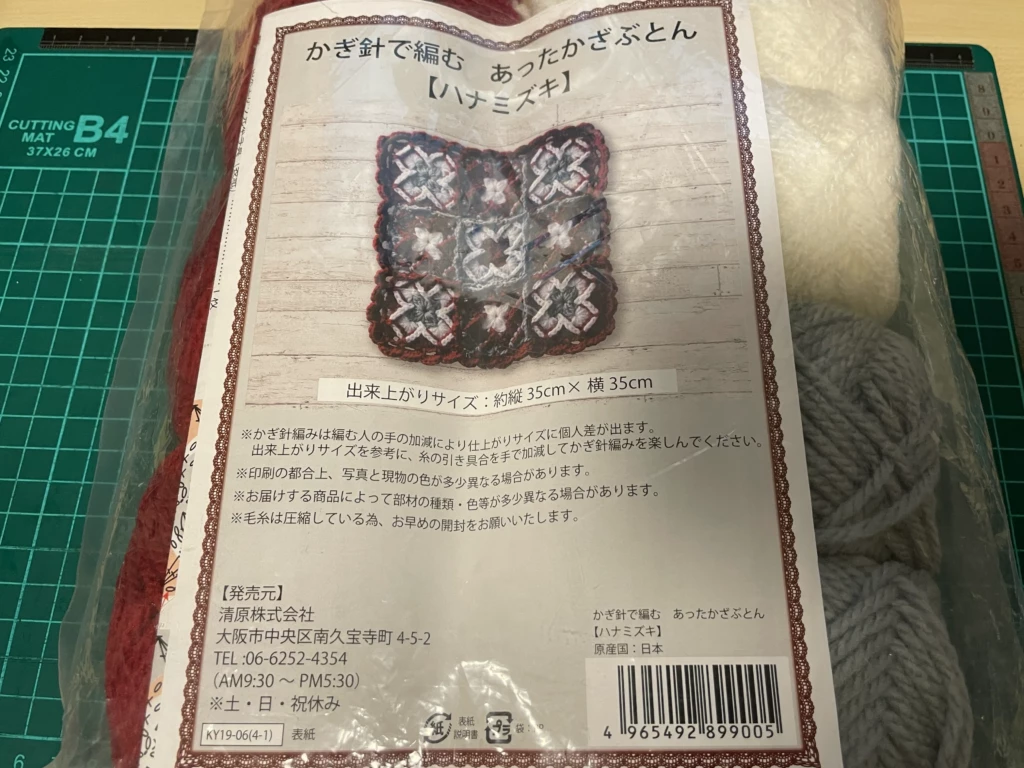 かぎ針で編む あったかざぶとん
【ハナミズキ】
出来上がりサイズ：約縦 35cm× 横 35cm
※かぎ針編みは編む人の手の加減により仕上がりサイズに個人差が出ます。
出来上がりサイズを参考に、糸の引き具合を手で加減してかぎ針編みを楽しんでください。
※印刷の都合上、写真と現物の色が多少異なる場合があります。
※お届けする商品によって部材の種類・色等が多少異なる場合があります。
※毛糸は圧縮している為、お早めの開封をお願いいたします。
【発売元】
清原株式会社
大阪市中央区南久宝寺町 4-5-2
TEL :06-6252-4354
（AM9:30 ～ PM5:30）
※土・日・祝休み
KY19-06(4-1) 表紙
紙 表紙
説明書
プラ 袋：
かぎ針で編む あったかざぶとん
【ハナミズキ】
原産国：日本
4 965492 899005
CUTTING
MAT B4
37X26 CM
23
22